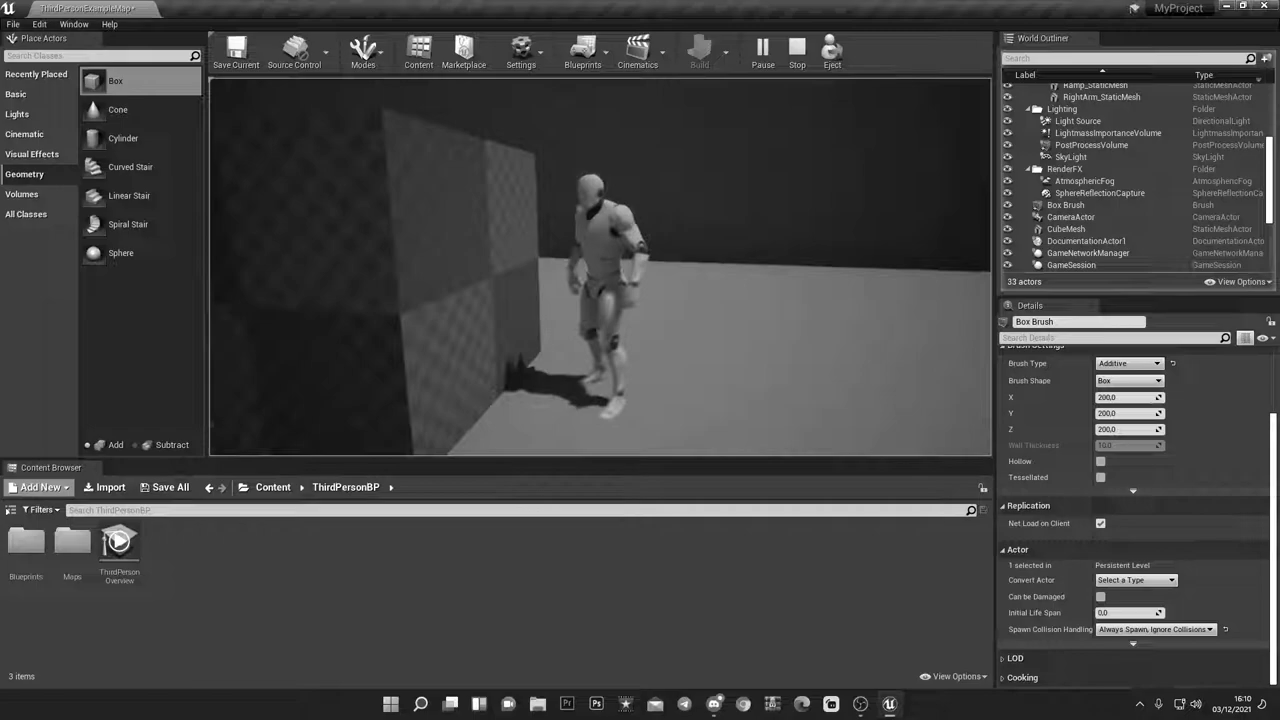 ThirdPersonExampleMap*
MyProject
File Edit Window Help
Place Actors
Search Classes
Recently Placed
Basic
Lights
Cinematic
Visual Effects
Geometry
Volumes
All Classes
Box
Cone
Cylinder
Curved Stair
Linear Stair
Spiral Stair
Sphere
Add Subtract
Save Current Source Control Modes Content Marketplace Settings Blueprints Cinematics Build Pause Stop Eject
World Outliner
Search
Label Type
Ramp_StaticMesh StaticMeshActor
RightArm_StaticMesh StaticMeshActor
Lighting Folder
Light Source DirectionalLight
LightmassImportanceVolume LightmassImportan
PostProcessVolume PostProcessVolume
SkyLight SkyLight
RenderFX Folder
AtmosphericFog AtmosphericFog
SphereReflectionCapture SphereReflectionCa
Box Brush Brush
CameraActor CameraActor
CubeMesh StaticMeshActor
DocumentationActor1 DocumentationActo
GameNetworkManager GameNetworkMana
GameSession GameSession
33 actors View Options
Details
Box Brush
Search Details
Brush Settings
Brush Type Additive
Brush Shape Box
X 200,0
Y 200,0
Z 200,0
Wall Thickness 10,0
Hollow
Tessellated
Replication
Net Load on Client
Actor
1 selected in Persistent Level
Convert Actor Select a Type
Can be Damaged
Initial Life Span 0,0
Spawn Collision Handling Always Spawn, Ignore Collisions
LOD
Cooking
Content Browser
Add New Import Save All Content ThirdPersonBP
Filters Search ThirdPersonBP
Blueprints Maps ThirdPerson
Overview
3 items View Options
Pr Ps
16:10
03/12/2021